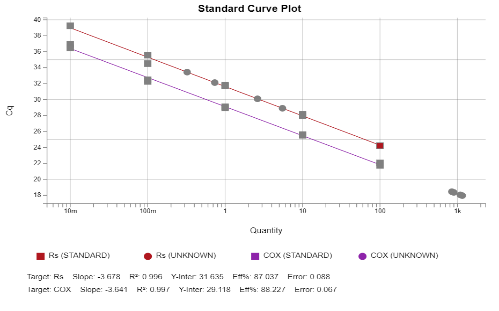 Standard Curve Plot
40
38
36
34
32
30
28
26
24
22
20
18
Cq
10m 100m 1 10 100 1k
Quantity
Rs (STANDARD) Rs (UNKNOWN) COX (STANDARD) COX (UNKNOWN)
Target: Rs Slope: -3.678 R²: 0.996 Y-Inter: 31.635 Eff%: 87.037 Error: 0.088
Target: COX Slope: -3.641 R²: 0.997 Y-Inter: 29.118 Eff%: 88.227 Error: 0.067